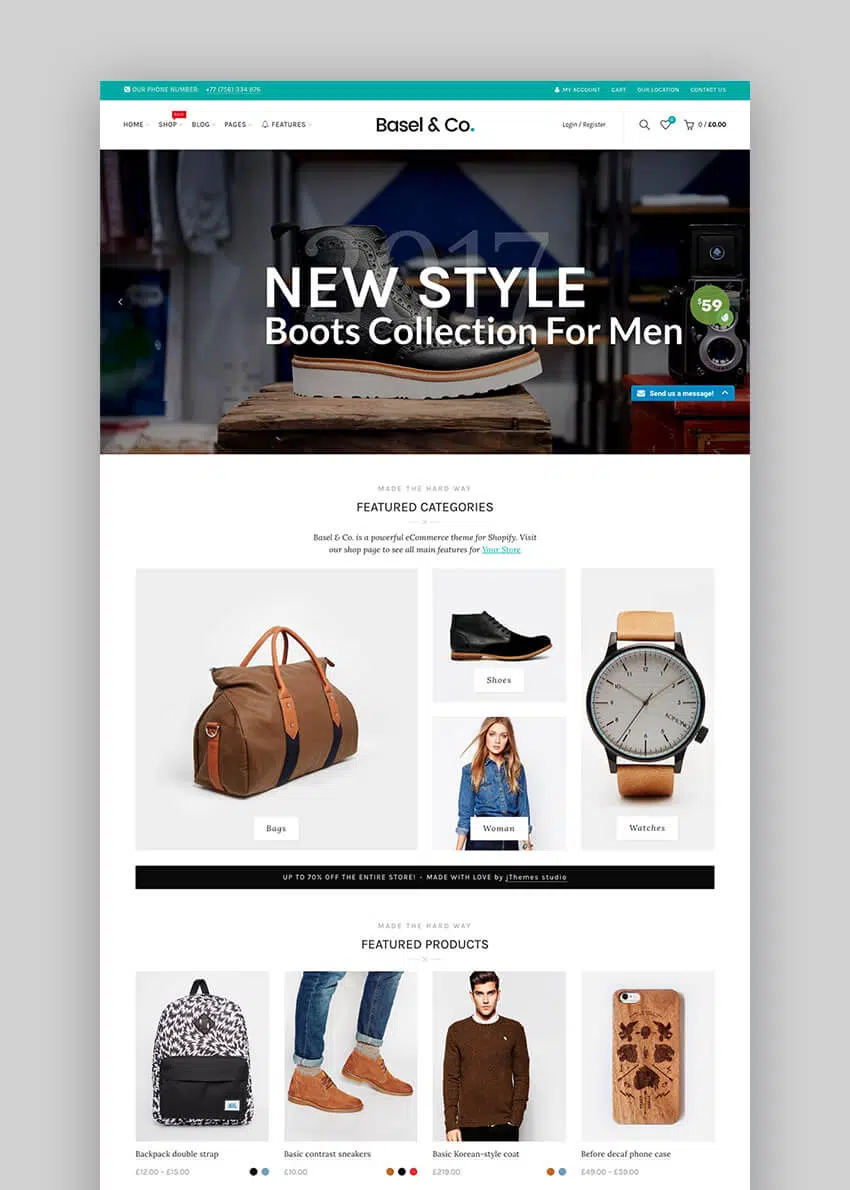 OUR PHONE NUMBER: +77 (756) 334 876
MY ACCOUNT CART OUR LOCATION CONTACT US
HOME SHOP BLOG PAGES FEATURES
Basel & Co.
Login / Register
0 / £0.00
2017
NEW STYLE
Boots Collection For Men
$59
Send us a message!
MADE THE HARD WAY
FEATURED CATEGORIES
Basel & Co. is a powerful eCommerce theme for Shopify. Visit
our shop page to see all main features for Your Store
Bags
Shoes
Woman
KOMONO
Watches
UP TO 70% OFF THE ENTIRE STORE! - MADE WITH LOVE by jThemes studio
MADE THE HARD WAY
FEATURED PRODUCTS
Backpack double strap
£12.00 – £15.00
Basic contrast sneakers
£10.00
Basic Korean-style coat
£219.00
Before decaf phone case
£49.00 – £59.00